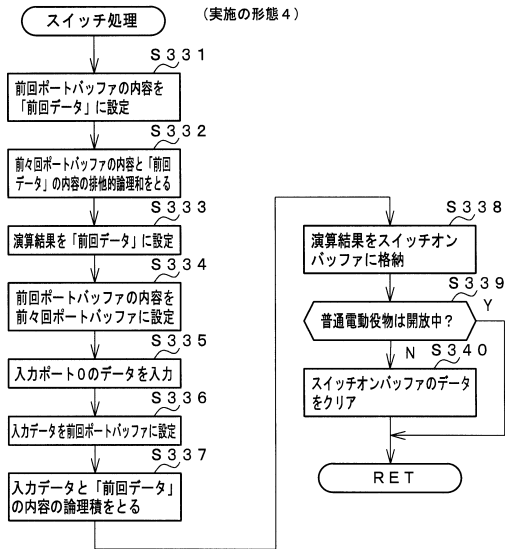 (実施の形態4)
スイッチ処理
S331
前回ポートバッファの内容を
「前回データ」に設定
S332
前々回ポートバッファの内容と「前回
データ」の内容の排他的論理和をとる
S333
演算結果を「前回データ」に設定
S334
前回ポートバッファの内容を
前々回ポートバッファに設定
S335
入力ポート0のデータを入力
S336
入力データを前回ポートバッファに設定
S337
入力データと「前回データ」
の内容の論理積をとる
S338
演算結果をスイッチオン
バッファに格納
S339
普通電動役物は開放中?
Y
N
S340
スイッチオンバッファのデータ
をクリア
RET